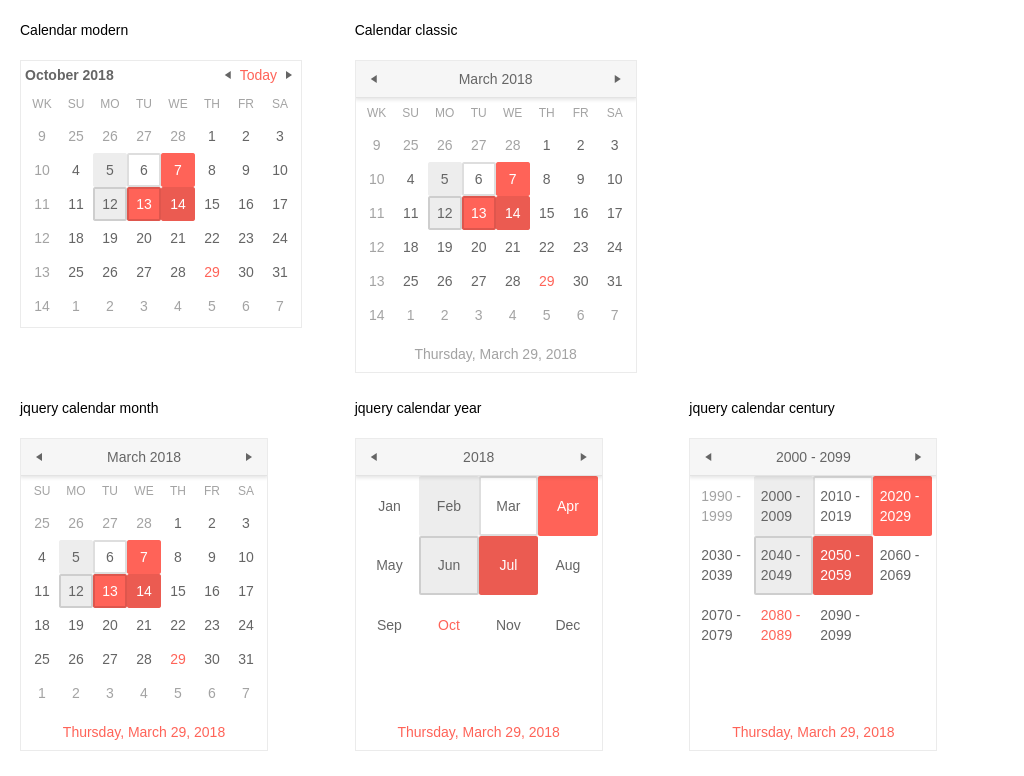 Calendar modern
October 2018 Today
WK SU MO TU WE TH FR SA
9 25 26 27 28 1 2 3
10 4 5 6 7 8 9 10
11 11 12 13 14 15 16 17
12 18 19 20 21 22 23 24
13 25 26 27 28 29 30 31
14 1 2 3 4 5 6 7
Calendar classic
March 2018
WK SU MO TU WE TH FR SA
9 25 26 27 28 1 2 3
10 4 5 6 7 8 9 10
11 11 12 13 14 15 16 17
12 18 19 20 21 22 23 24
13 25 26 27 28 29 30 31
14 1 2 3 4 5 6 7
Thursday, March 29, 2018
jquery calendar month
March 2018
SU MO TU WE TH FR SA
25 26 27 28 1 2 3
4 5 6 7 8 9 10
11 12 13 14 15 16 17
18 19 20 21 22 23 24
25 26 27 28 29 30 31
1 2 3 4 5 6 7
Thursday, March 29, 2018
jquery calendar year
2018
Jan Feb Mar Apr
May Jun Jul Aug
Sep Oct Nov Dec
Thursday, March 29, 2018
jquery calendar century
2000 - 2099
1990 - 2000 - 2010 - 2020 -
1999 2009 2019 2029
2030 - 2040 - 2050 - 2060 -
2039 2049 2059 2069
2070 - 2080 - 2090 -
2079 2089 2099
Thursday, March 29, 2018